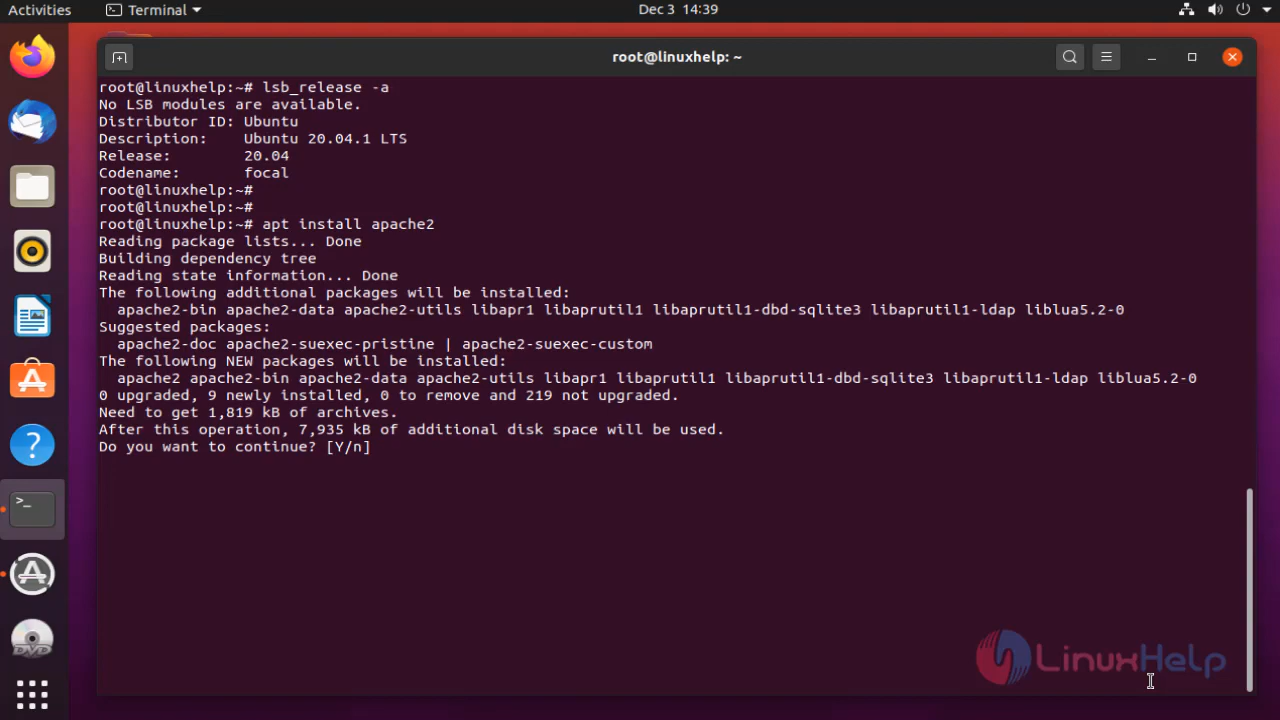 Activities
Terminal
Dec 3 14:39
root@linuxhelp: ~
root@linuxhelp:~# lsb_release -a
No LSB modules are available.
Distributor ID: Ubuntu
Description:    Ubuntu 20.04.1 LTS
Release:        20.04
Codename:       focal
root@linuxhelp:~#
root@linuxhelp:~#
root@linuxhelp:~# apt install apache2
Reading package lists... Done
Building dependency tree
Reading state information... Done
The following additional packages will be installed:
  apache2-bin apache2-data apache2-utils libapr1 libaprutil1 libaprutil1-dbd-sqlite3 libaprutil1-ldap liblua5.2-0
Suggested packages:
  apache2-doc apache2-suexec-pristine | apache2-suexec-custom
The following NEW packages will be installed:
  apache2 apache2-bin apache2-data apache2-utils libapr1 libaprutil1 libaprutil1-dbd-sqlite3 libaprutil1-ldap liblua5.2-0
0 upgraded, 9 newly installed, 0 to remove and 219 not upgraded.
Need to get 1,819 kB of archives.
After this operation, 7,935 kB of additional disk space will be used.
Do you want to continue? [Y/n]
LinuxHelp